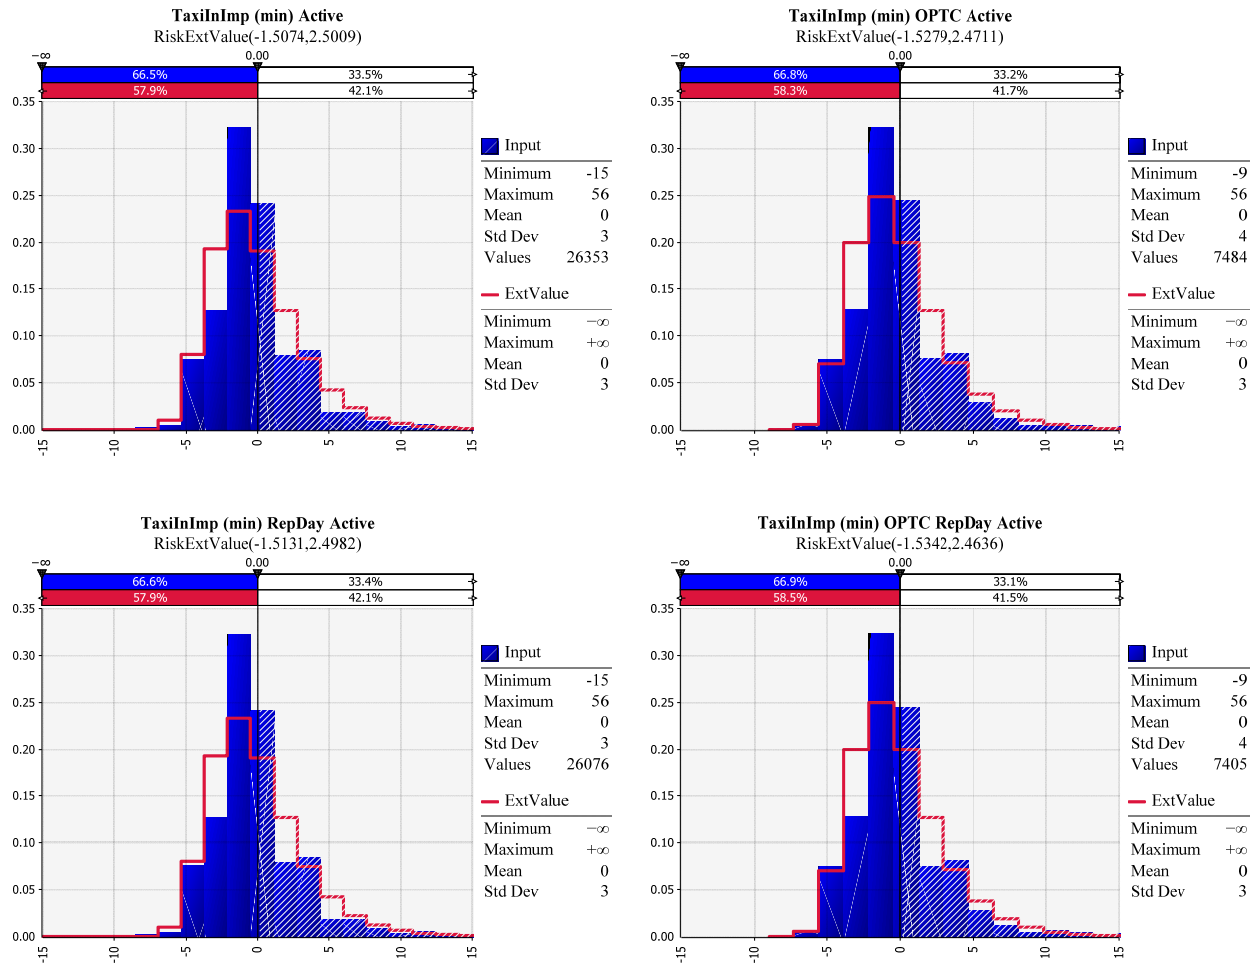 TaxiInImp (min) Active
RiskExtValue(-1.5074,2.5009)
−∞ 0.00
66.5% 33.5%
57.9% 42.1%
0.35
0.30
0.25
0.20
0.15
0.10
0.05
0.00
-15 -10 -5 0 5 10 15
Input
Minimum -15
Maximum 56
Mean 0
Std Dev 3
Values 26353
ExtValue
Minimum −∞
Maximum +∞
Mean 0
Std Dev 3
TaxiInImp (min) OPTC Active
RiskExtValue(-1.5279,2.4711)
−∞ 0.00
66.8% 33.2%
58.3% 41.7%
0.35
0.30
0.25
0.20
0.15
0.10
0.05
0.00
-15 -10 -5 0 5 10 15
Input
Minimum -9
Maximum 56
Mean 0
Std Dev 4
Values 7484
ExtValue
Minimum −∞
Maximum +∞
Mean 0
Std Dev 3
TaxiInImp (min) RepDay Active
RiskExtValue(-1.5131,2.4982)
−∞ 0.00
66.6% 33.4%
57.9% 42.1%
0.35
0.30
0.25
0.20
0.15
0.10
0.05
0.00
-15 -10 -5 0 5 10 15
Input
Minimum -15
Maximum 56
Mean 0
Std Dev 3
Values 26076
ExtValue
Minimum −∞
Maximum +∞
Mean 0
Std Dev 3
TaxiInImp (min) OPTC RepDay Active
RiskExtValue(-1.5342,2.4636)
−∞ 0.00
66.9% 33.1%
58.5% 41.5%
0.35
0.30
0.25
0.20
0.15
0.10
0.05
0.00
-15 -10 -5 0 5 10 15
Input
Minimum -9
Maximum 56
Mean 0
Std Dev 4
Values 7405
ExtValue
Minimum −∞
Maximum +∞
Mean 0
Std Dev 3